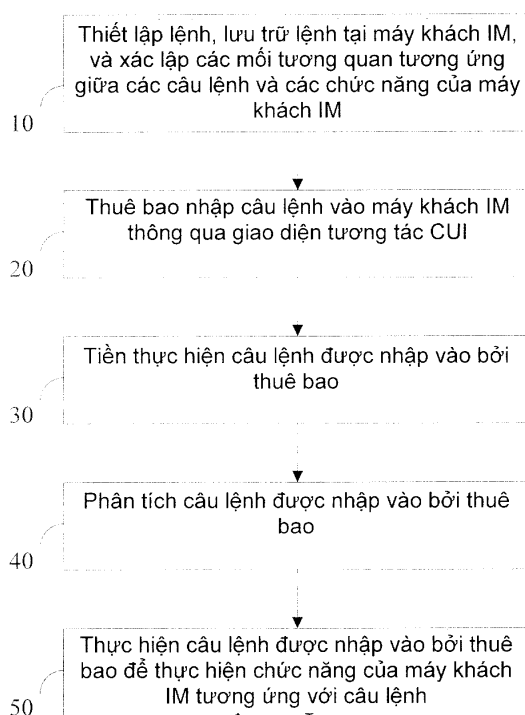 Thiết lập lệnh, lưu trữ lệnh tại máy khách IM,
và xác lập các mối tương quan tương ứng
giữa các câu lệnh và các chức năng của máy
khách IM
10
Thuê bao nhập câu lệnh vào máy khách IM
thông qua giao diện tương tác CUI
20
Tiền thực hiện câu lệnh được nhập vào bởi
thuê bao
30
Phân tích câu lệnh được nhập vào bởi thuê
bao
40
Thực hiện câu lệnh được nhập vào bởi thuê
bao để thực hiện chức năng của máy khách
IM tương ứng với câu lệnh
50